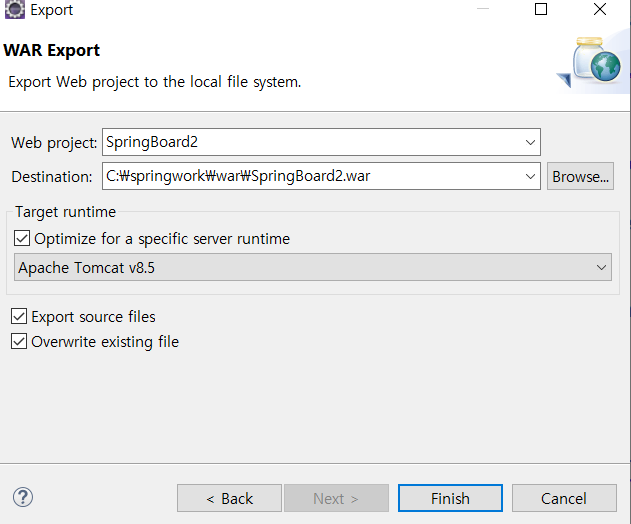 Export
WAR Export
Export Web project to the local file system.
Web project: SpringBoard2
Destination: C:₩springwork₩war₩SpringBoard2.war Browse...
Target runtime
Optimize for a specific server runtime
Apache Tomcat v8.5
Export source files
Overwrite existing file
? < Back Next > Finish Cancel